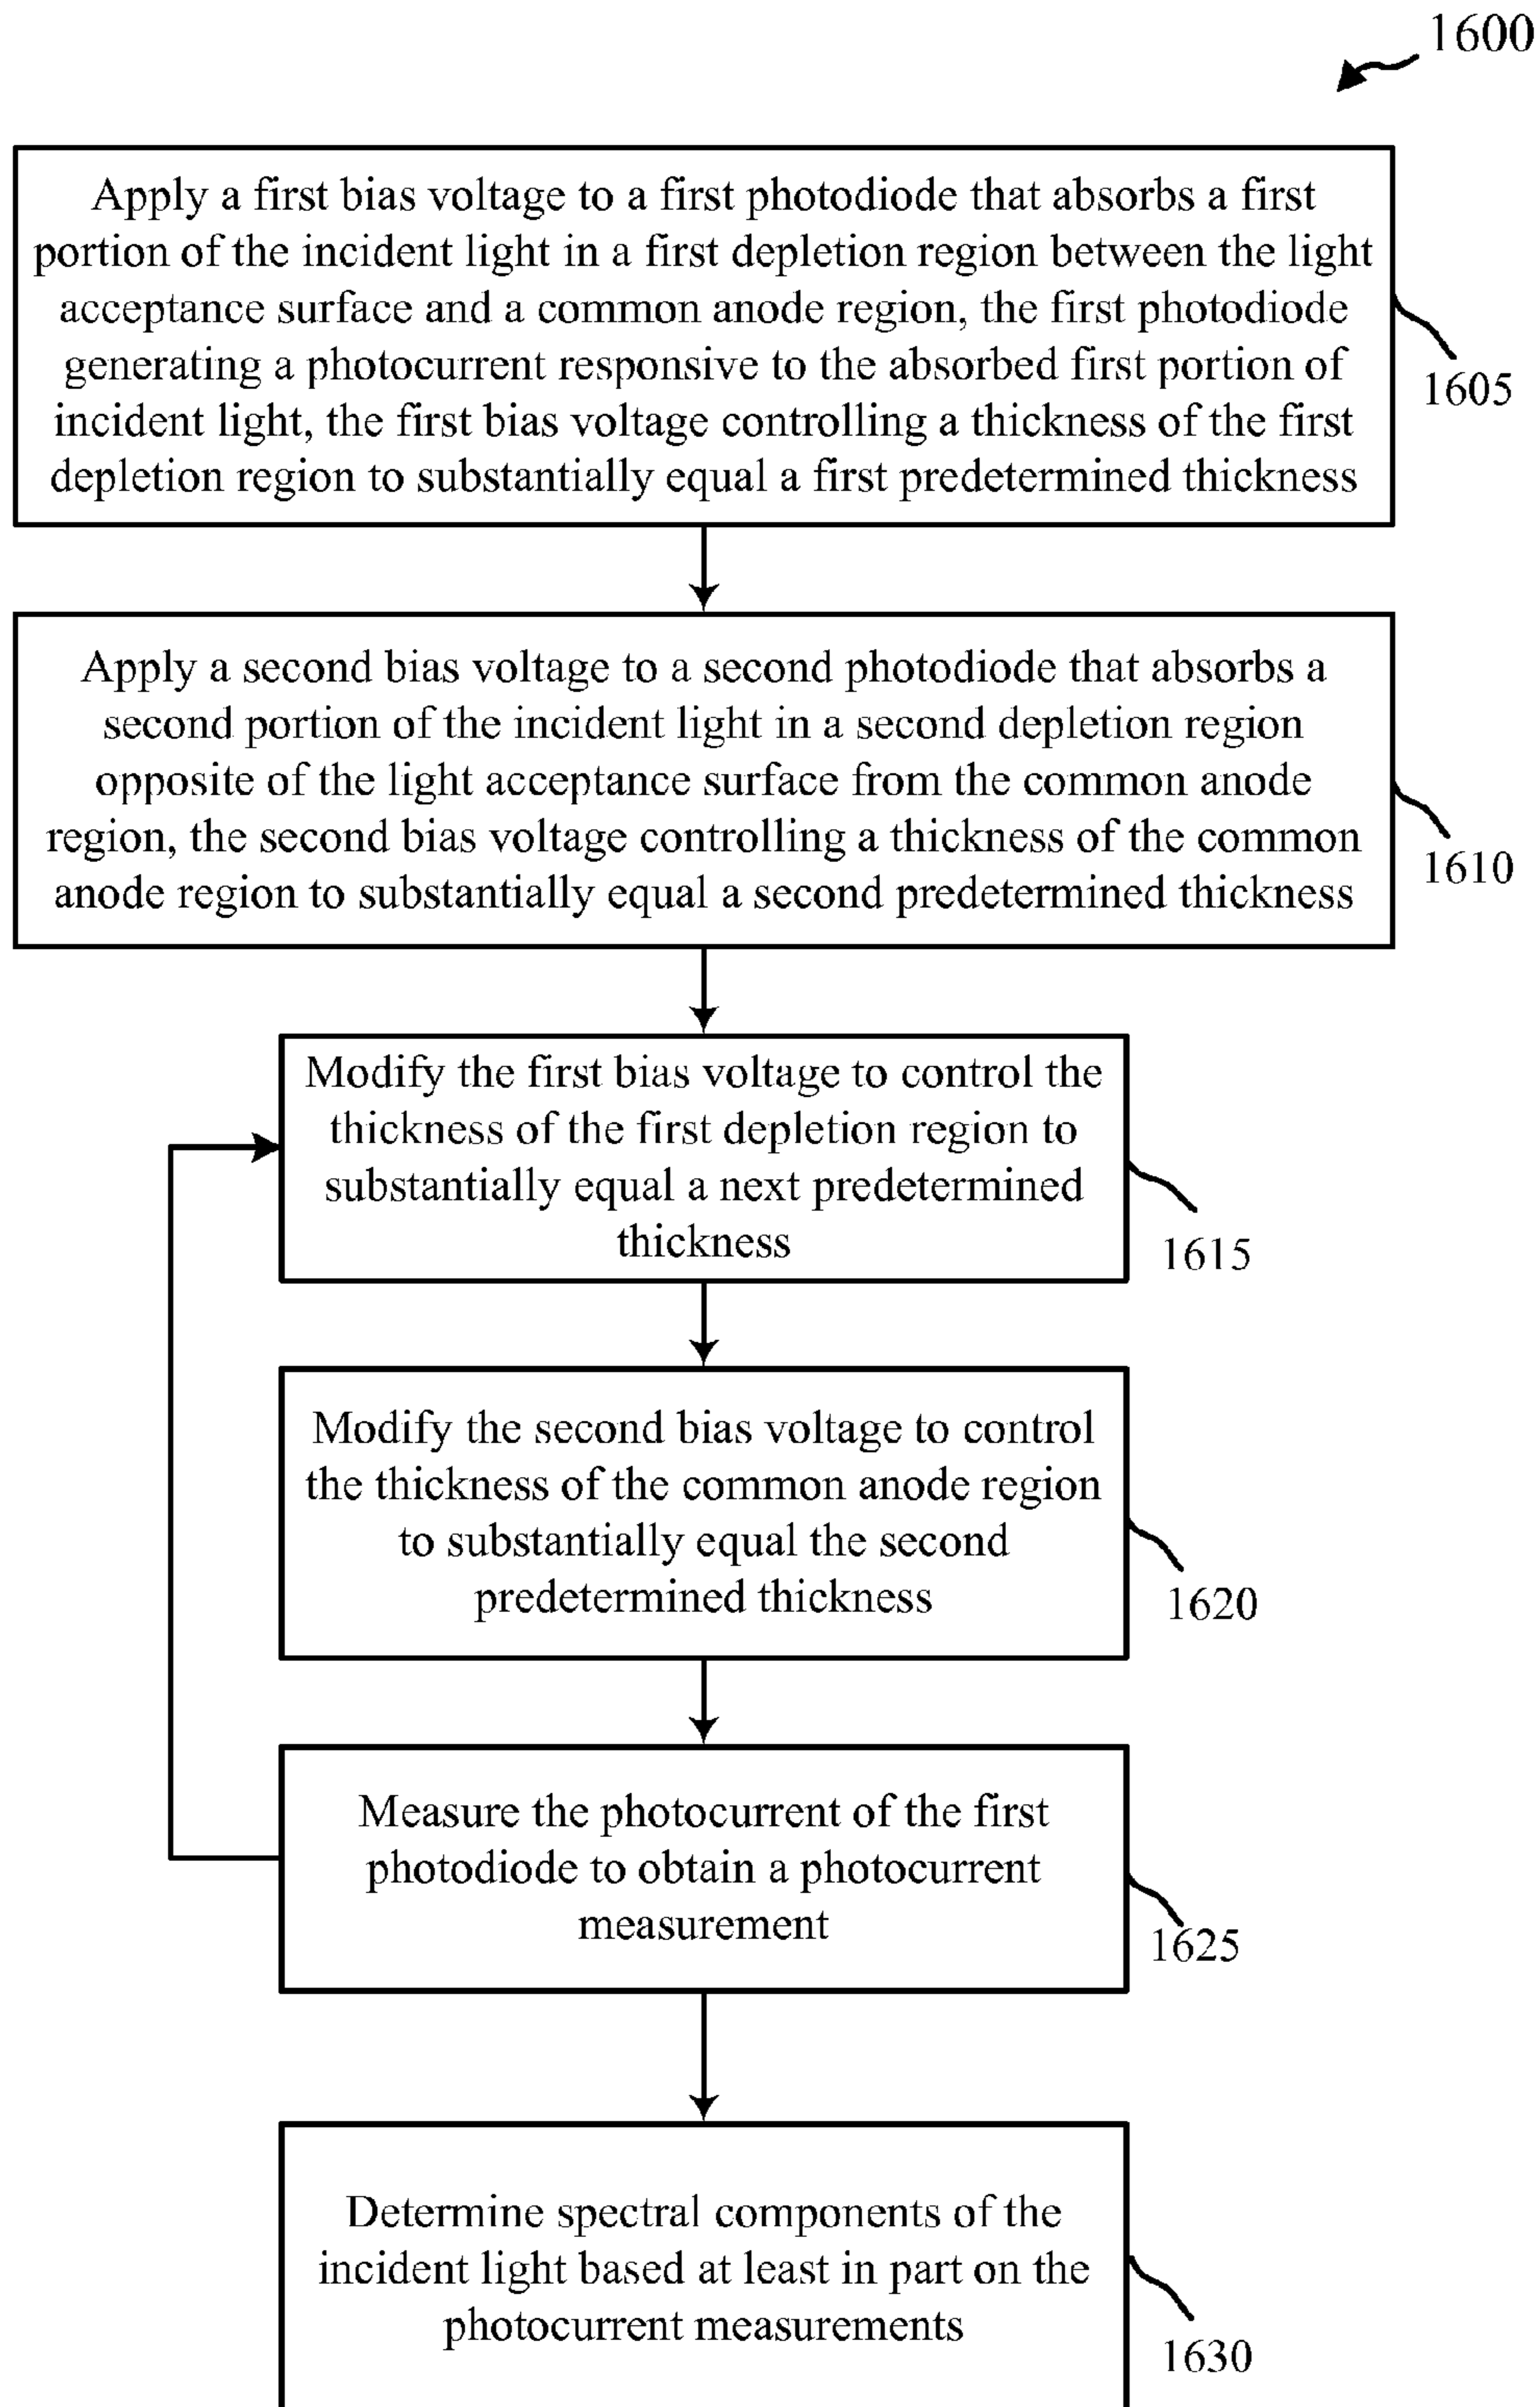 1600
Apply a first bias voltage to a first photodiode that absorbs a first
portion of the incident light in a first depletion region between the light
acceptance surface and a common anode region, the first photodiode
generating a photocurrent responsive to the absorbed first portion of
incident light, the first bias voltage controlling a thickness of the first
depletion region to substantially equal a first predetermined thickness
1605
Apply a second bias voltage to a second photodiode that absorbs a
second portion of the incident light in a second depletion region
opposite of the light acceptance surface from the common anode
region, the second bias voltage controlling a thickness of the common
anode region to substantially equal a second predetermined thickness
1610
Modify the first bias voltage to control the
thickness of the first depletion region to
substantially equal a next predetermined
thickness
1615
Modify the second bias voltage to control
the thickness of the common anode region
to substantially equal the second
predetermined thickness
1620
Measure the photocurrent of the first
photodiode to obtain a photocurrent
measurement
1625
Determine spectral components of the
incident light based at least in part on the
photocurrent measurements
1630